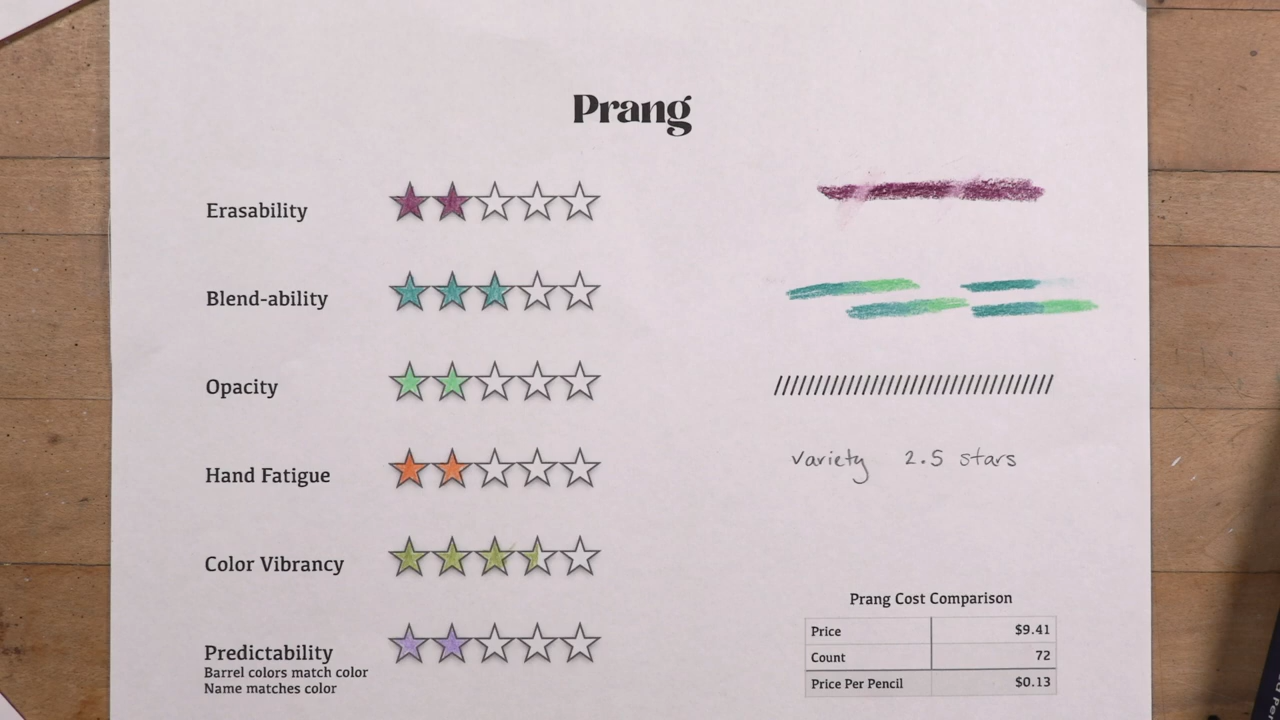 Prang
Erasability
Blend-ability
Opacity
Hand Fatigue
variety 2.5 stars
Color Vibrancy
Predictability
Barrel colors match color
Name matches color
Prang Cost Comparison
Price $9.41
Count 72
Price Per Pencil $0.13